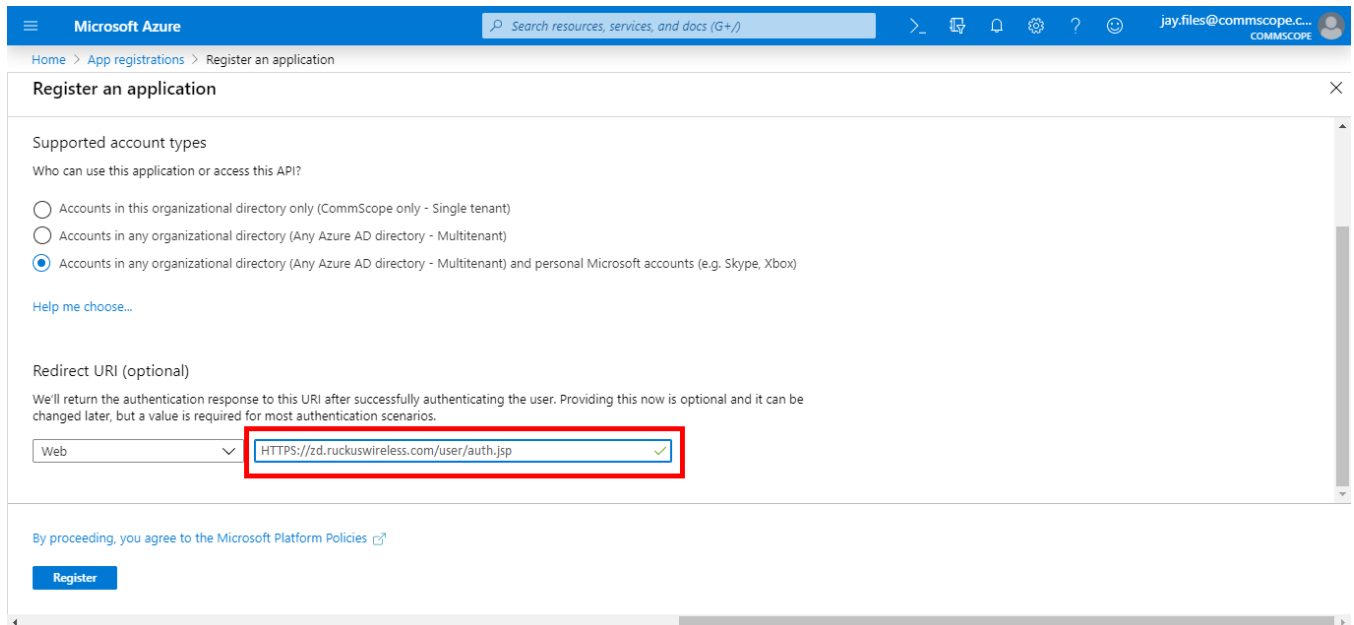 Microsoft Azure
Search resources, services, and docs (G+/)
jay.files@commscope.c...
COMMSCOPE
Home > App registrations > Register an application
Register an application
Supported account types
Who can use this application or access this API?
Accounts in this organizational directory only (CommScope only - Single tenant)
Accounts in any organizational directory (Any Azure AD directory - Multitenant)
Accounts in any organizational directory (Any Azure AD directory - Multitenant) and personal Microsoft accounts (e.g. Skype, Xbox)
Help me choose...
Redirect URI (optional)
We'll return the authentication response to this URI after successfully authenticating the user. Providing this now is optional and it can be
changed later, but a value is required for most authentication scenarios.
Web
HTTPS://zd.ruckuswireless.com/user/auth.jsp
By proceeding, you agree to the Microsoft Platform Policies
Register